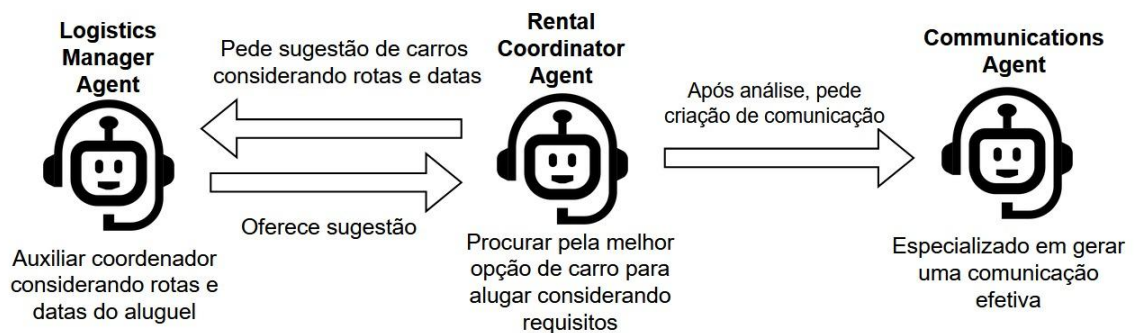 Logistics
Manager
Agent
Pede sugestão de carros
considerando rotas e datas
Oferece sugestão
Auxiliar coordenador
considerando rotas e
datas do aluguel
Rental
Coordinator
Agent
Procurar pela melhor
opção de carro para
alugar considerando
requisitos
Após análise, pede
criação de comunicação
Communications
Agent
Especializado em gerar
uma comunicação
efetiva